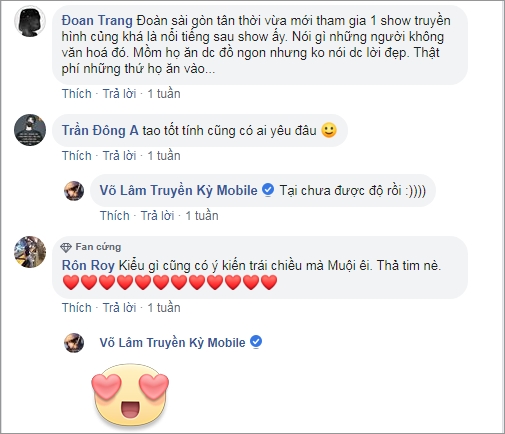 Đoan Trang Đoàn sải gòn tân thời vừa mới tham gia 1 show truyền
hình củng khá là nổi tiếng sau show ấy. Nói gì những người không
văn hoá đó. Mồm họ ăn dc đồ ngon nhưng ko nói dc lời đẹp. Thật
phí những thứ họ ăn vào...
Thích · Trả lời · 1 tuần
Trần Đông A tao tốt tính cũng có ai yêu đâu 🙂
Thích · Trả lời · 1 tuần
Võ Lâm Truyền Kỳ Mobile Tại chưa được độ rồi :))))
Thích · Trả lời · 1 tuần
Fan cứng
Rôn Roy Kiểu gì cũng có ý kiến trái chiều mà Muội êi. Thả tim nè.
❤❤❤❤❤❤❤❤❤❤❤❤
Thích · Trả lời · 1 tuần
Võ Lâm Truyền Kỳ Mobile